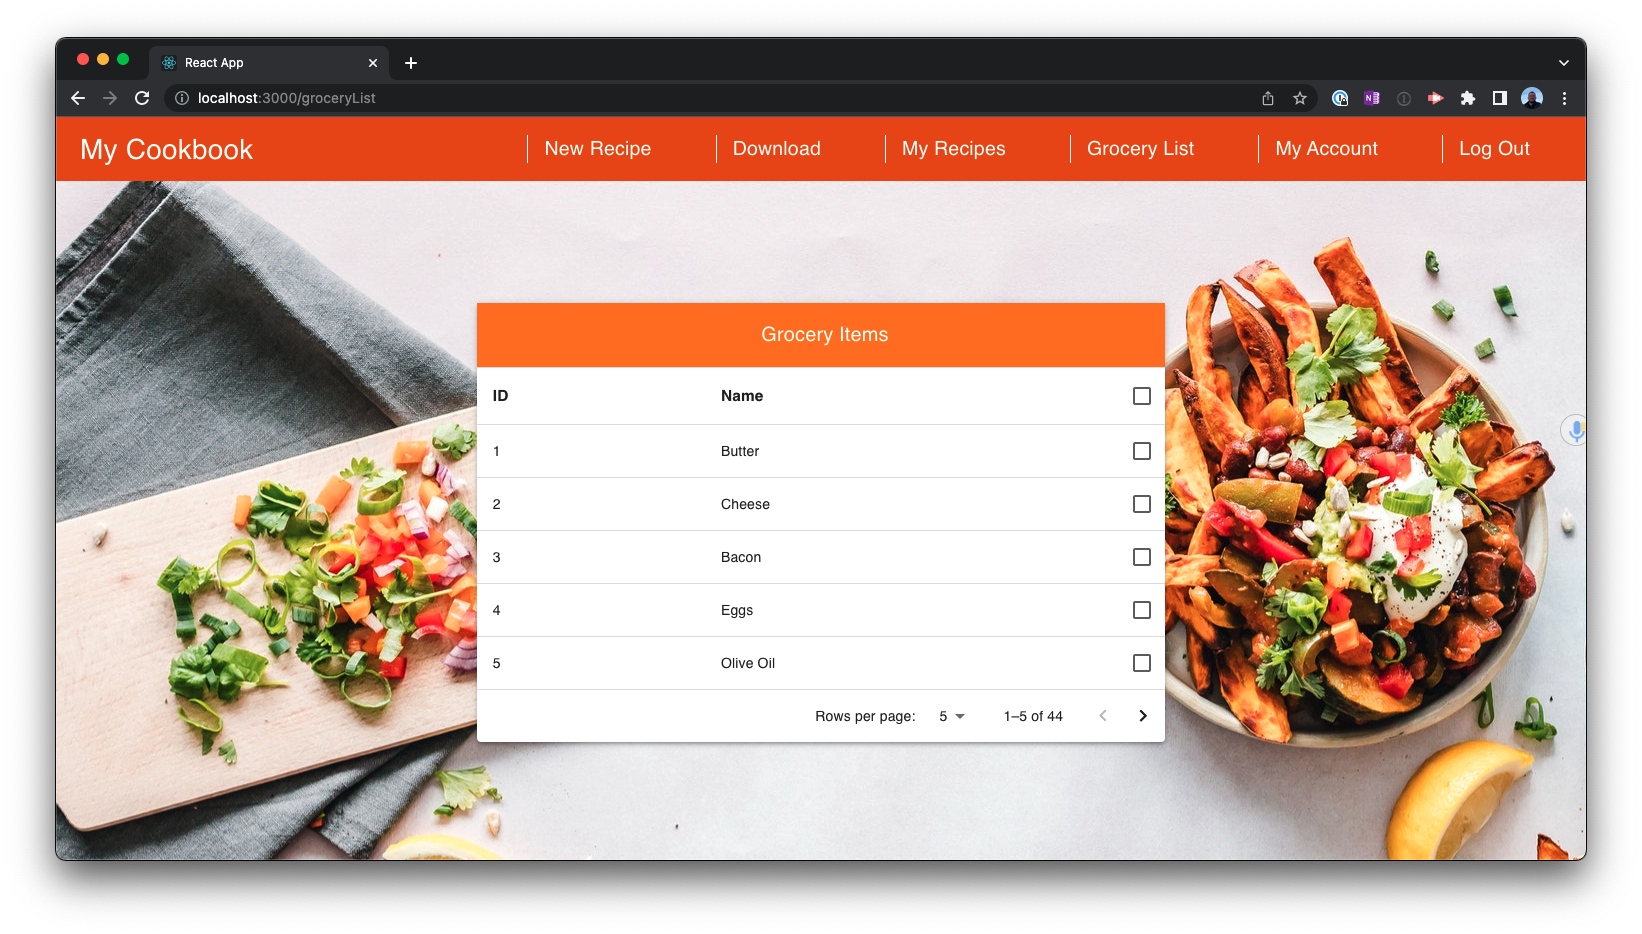 React App
localhost:3000/groceryList
My Cookbook
New Recipe
Download
My Recipes
Grocery List
My Account
Log Out
Grocery Items
ID Name
1 Butter
2 Cheese
3 Bacon
4 Eggs
5 Olive Oil
Rows per page: 5 1–5 of 44